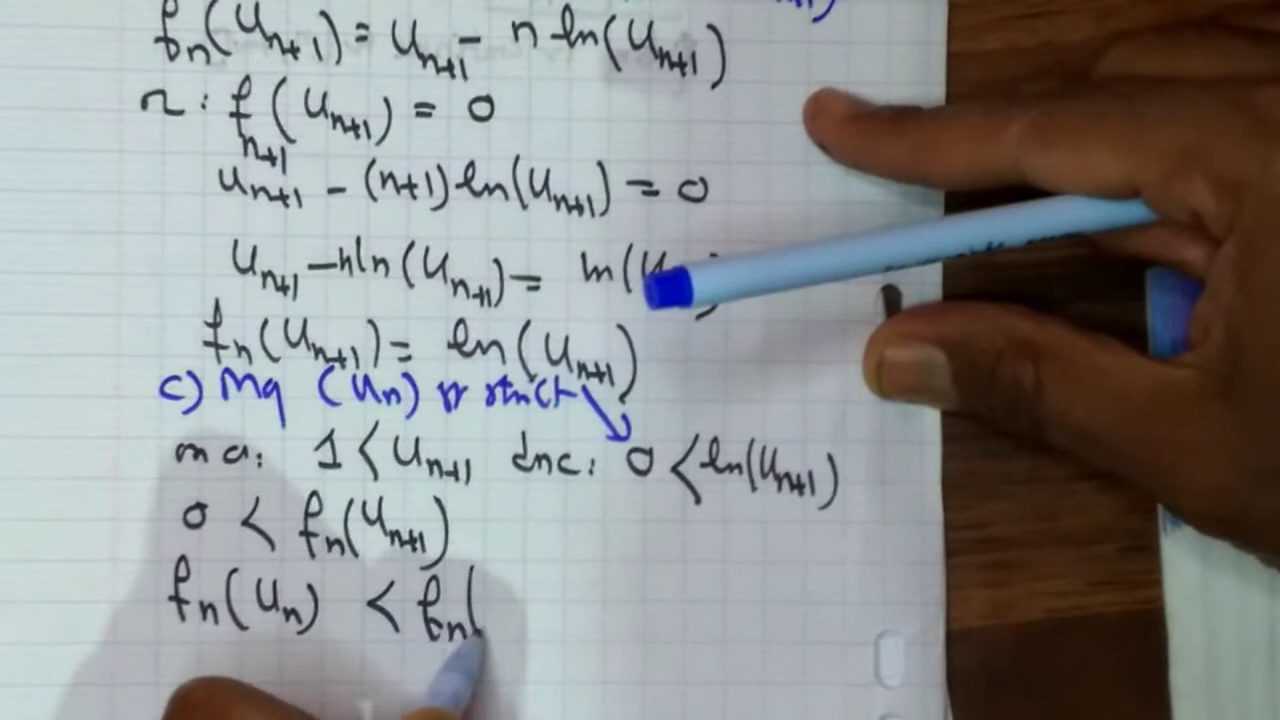 fₙ(Uₙ₊₁) = Uₙ₊₁ - n ln(Uₙ₊₁)
r : fₙ₊₁(Uₙ₊₁) = 0
Uₙ₊₁ - (n+1) ln(Uₙ₊₁) = 0
Uₙ₊₁ - n ln(Uₙ₊₁) = ln(U
fₙ(Uₙ₊₁) = ln(Uₙ₊₁)
c) Mq (Uₙ) strict ↘
on a : 1 < Uₙ₊₁ dnc : 0 < ln(Uₙ₊₁)
0 < fₙ(Uₙ₊₁)
fₙ(Uₙ) < fₙ(